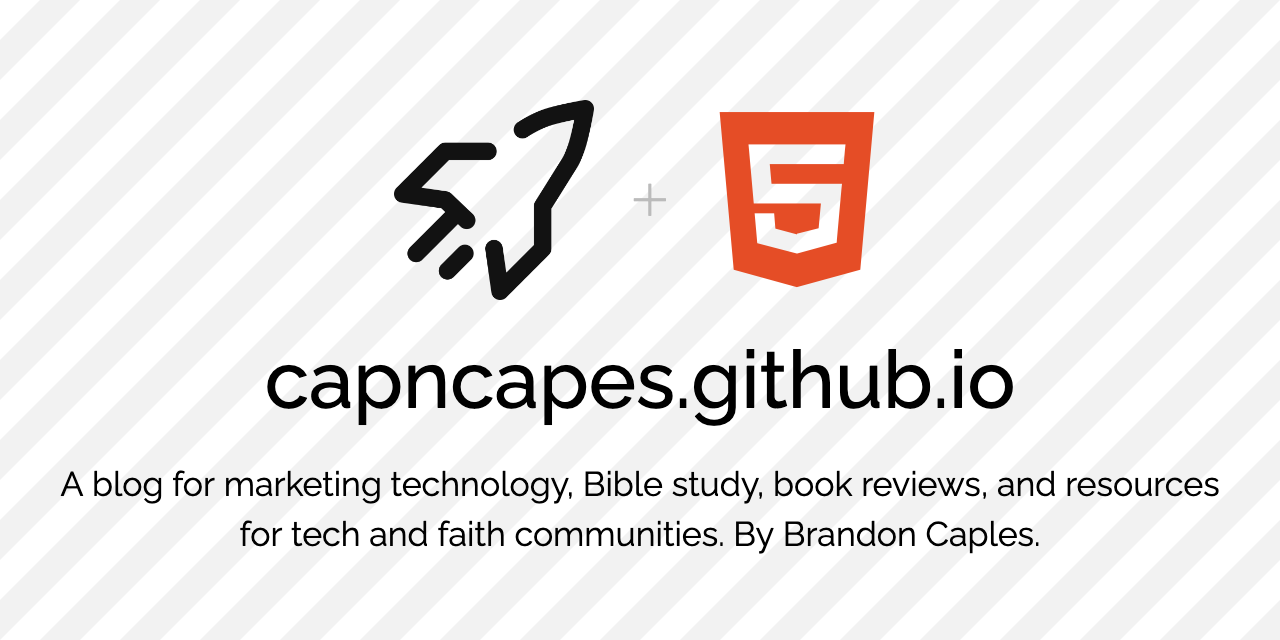 capncapes.github.io
A blog for marketing technology, Bible study, book reviews, and resources
for tech and faith communities. By Brandon Caples.